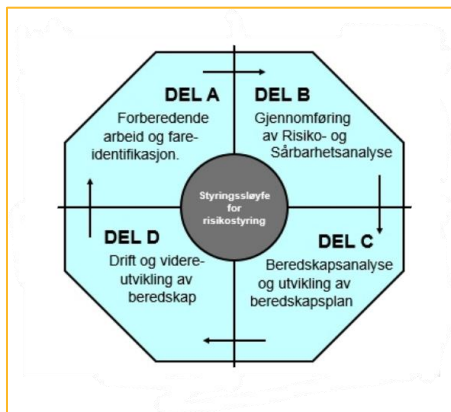 DEL A
Forberedende
arbeid og fare-
identifikasjon.
DEL B
Gjennomføring
av Risiko- og
Sårbarhetsanalyse
Styringssløyfe
for
risikostyring
DEL C
Beredskapsanalyse
og utvikling av
beredskapsplan
DEL D
Drift og videre-
utvikling av
beredskap